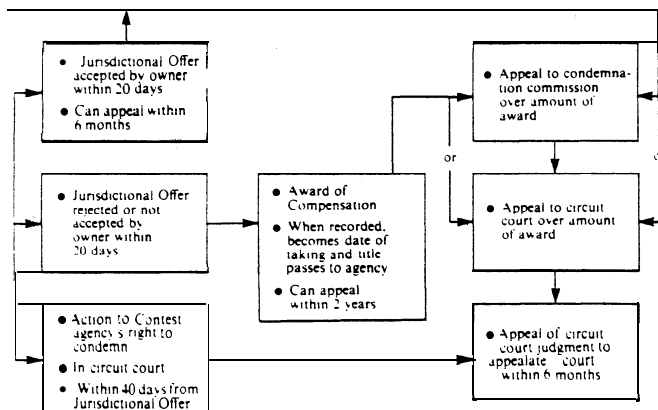 ● Jurisdictional Offer
accepted by owner
within 20 days
● Can appeal within
6 months
● Jurisdictional Offer
rejected or not
accepted by
owner within
20 days
● Action to Contest
agency's right to
condemn
● In circuit court
● Within 40 days from
Jurisdictional Offer
● Award of
Compensation
● When recorded,
becomes date of
taking and title
passes to agency
● Can appeal
within 2 years
or
● Appeal to condemna-
tion commission
over amount of
award
● Appeal to circuit
court over amount
of award
● Appeal of circuit
court judgment to
appealate court
within 6 months